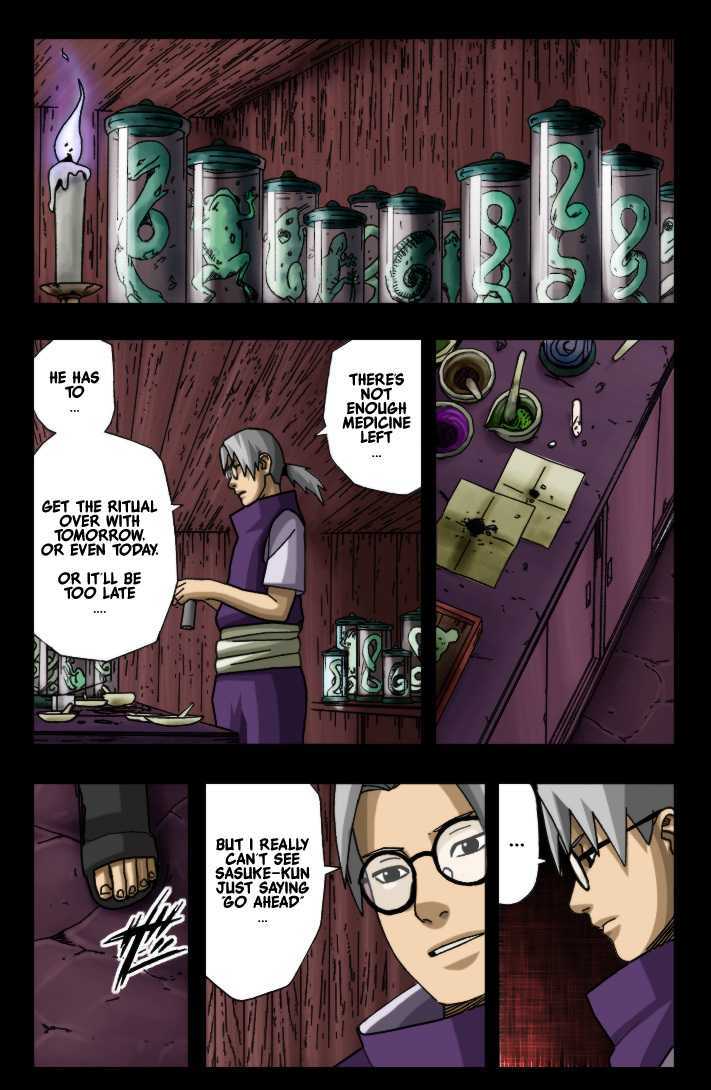 THERE'S
NOT
ENOUGH
MEDICINE
LEFT
...
HE HAS
TO
...
GET THE RITUAL
OVER WITH
TOMORROW.
OR EVEN TODAY.
OR IT'LL BE
TOO LATE
....
...
BUT I REALLY
CAN'T SEE
SASUKE-KUN
JUST SAYING
"GO AHEAD"
...